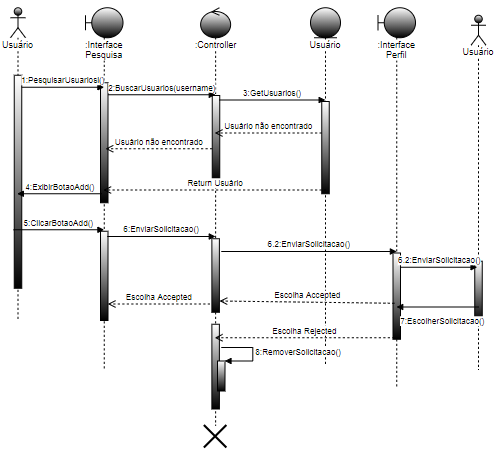 Usuário
:Interface
Pesquisa
:Controller
Usuário
:Interface
Perfil
Usuário
1:PesquisarUsuariosI()
2:BuscarUsuarios(username)
3:GetUsuarios()
Usuário não encontrado
Usuário não encontrado
Return Usuário
4:ExibirBotaoAdd()
5:ClicarBotaoAdd()
6:EnviarSolicitacao()
6.2:EnviarSolicitacao()
6.2:EnviarSolicitacao()
Escolha Accepted
Escolha Accepted
7:EscolherSolicitacao()
Escolha Rejected
8:RemoverSolicitacao()